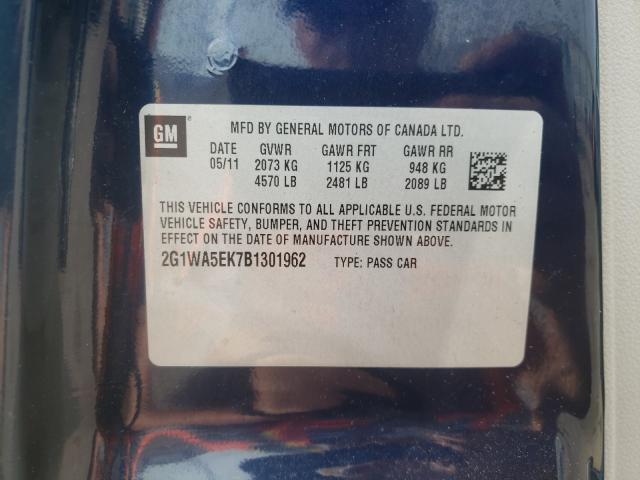 GM
MFD BY GENERAL MOTORS OF CANADA LTD.
DATE GVWR GAWR FRT GAWR RR
05/11 2073 KG 1125 KG 948 KG
4570 LB 2481 LB 2089 LB
THIS VEHICLE CONFORMS TO ALL APPLICABLE U.S. FEDERAL MOTOR
VEHICLE SAFETY, BUMPER, AND THEFT PREVENTION STANDARDS IN
EFFECT ON THE DATE OF MANUFACTURE SHOWN ABOVE.
2G1WA5EK7B1301962 TYPE: PASS CAR